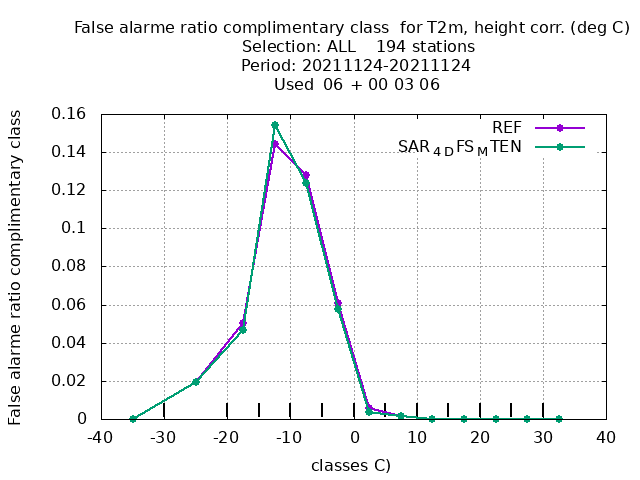 False alarme ratio complimentary class  for T2m, height corr. (deg C)
Selection: ALL    194 stations
Period: 20211124-20211124
Used  06 + 00 03 06
False alarme ratio complimentary class
0.16
0.14
0.12
0.1
0.08
0.06
0.04
0.02
0
REF
SAR4DFSMTEN
-40 -30 -20 -10 0 10 20 30 40
classes C)